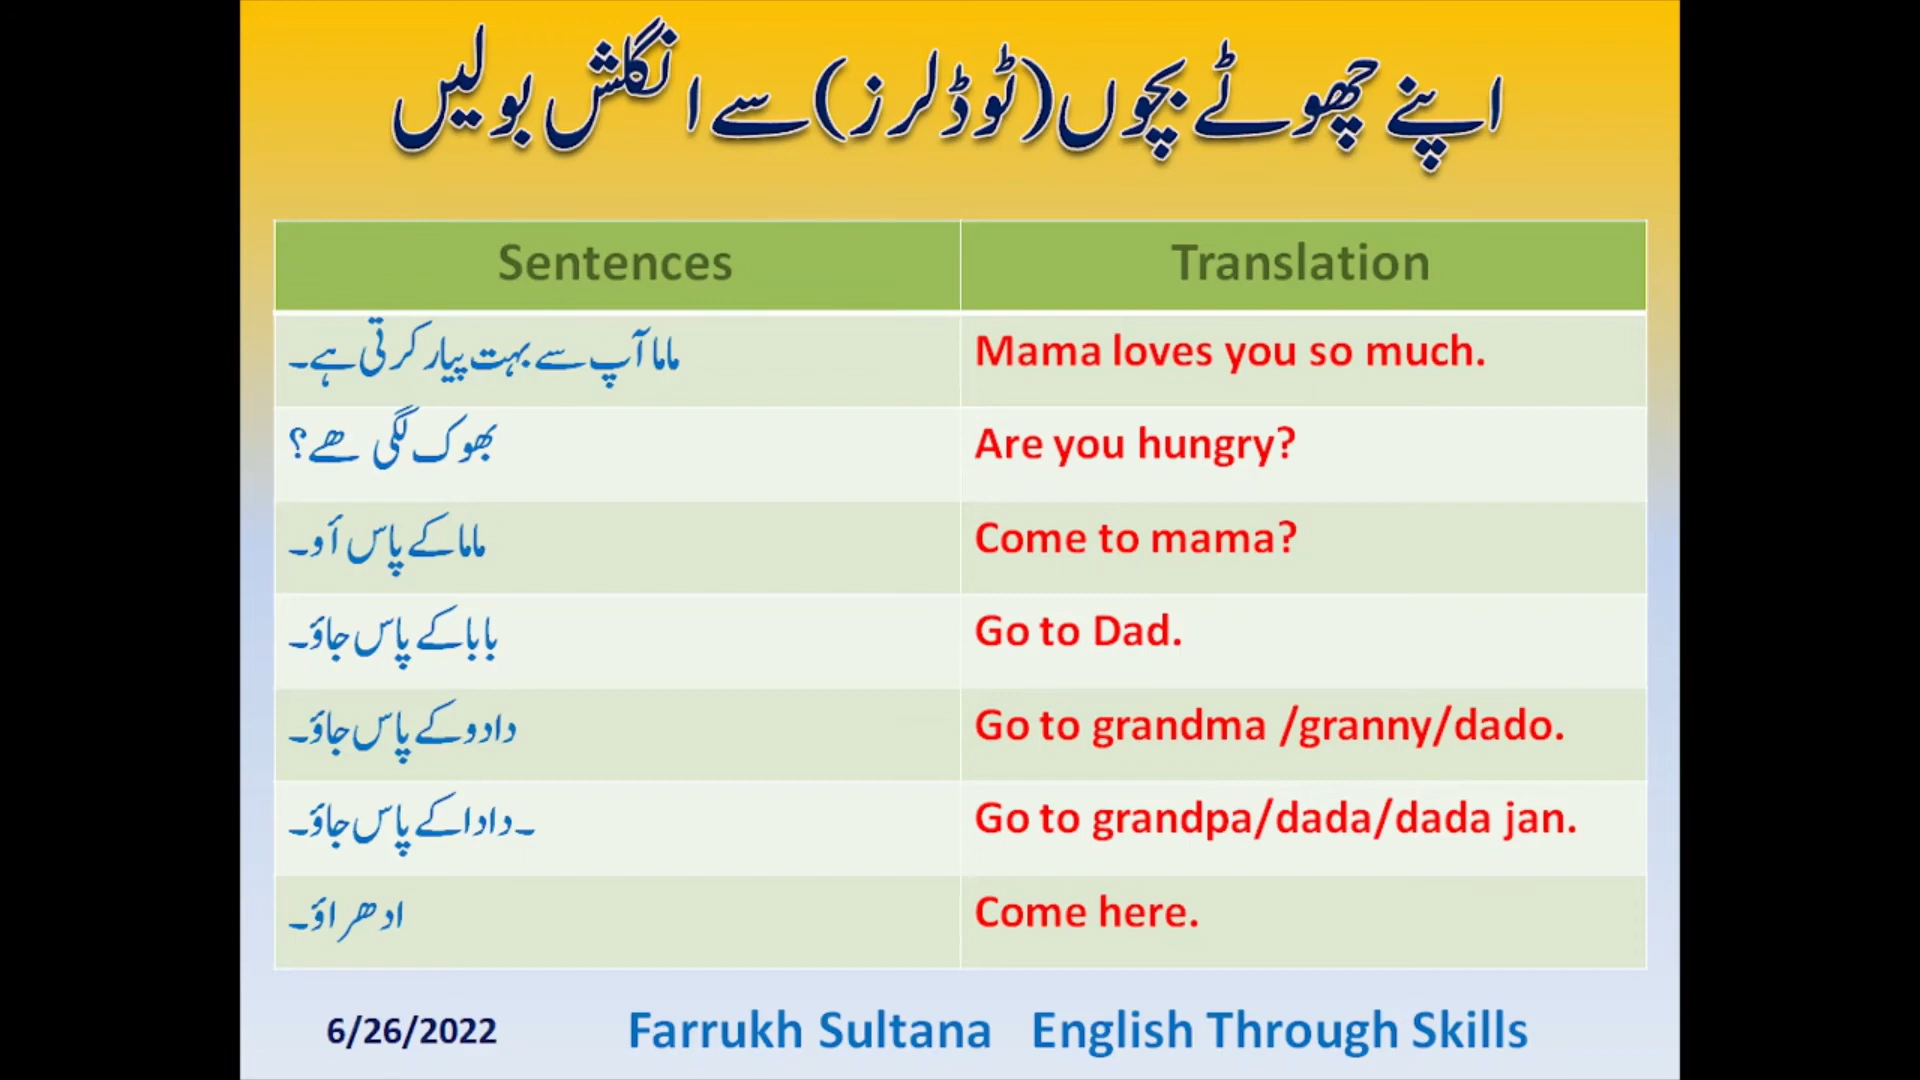 اپنے چھوٹے بچوں(ٹوڈلرز)سے انگلش بولیں
Sentences Translation
ماما آپ سے بہت پیار کرتی ہے۔ Mama loves you so much.
بھوک لگی ھے؟ Are you hungry?
ماما کے پاس أو۔ Come to mama?
بابا کے پاس جاؤ۔ Go to Dad.
دادو کے پاس جاؤ۔ Go to grandma /granny/dado.
۔دادا کے پاس جاؤ۔ Go to grandpa/dada/dada jan.
ادھر اؤ۔ Come here.
6/26/2022 Farrukh Sultana English Through Skills